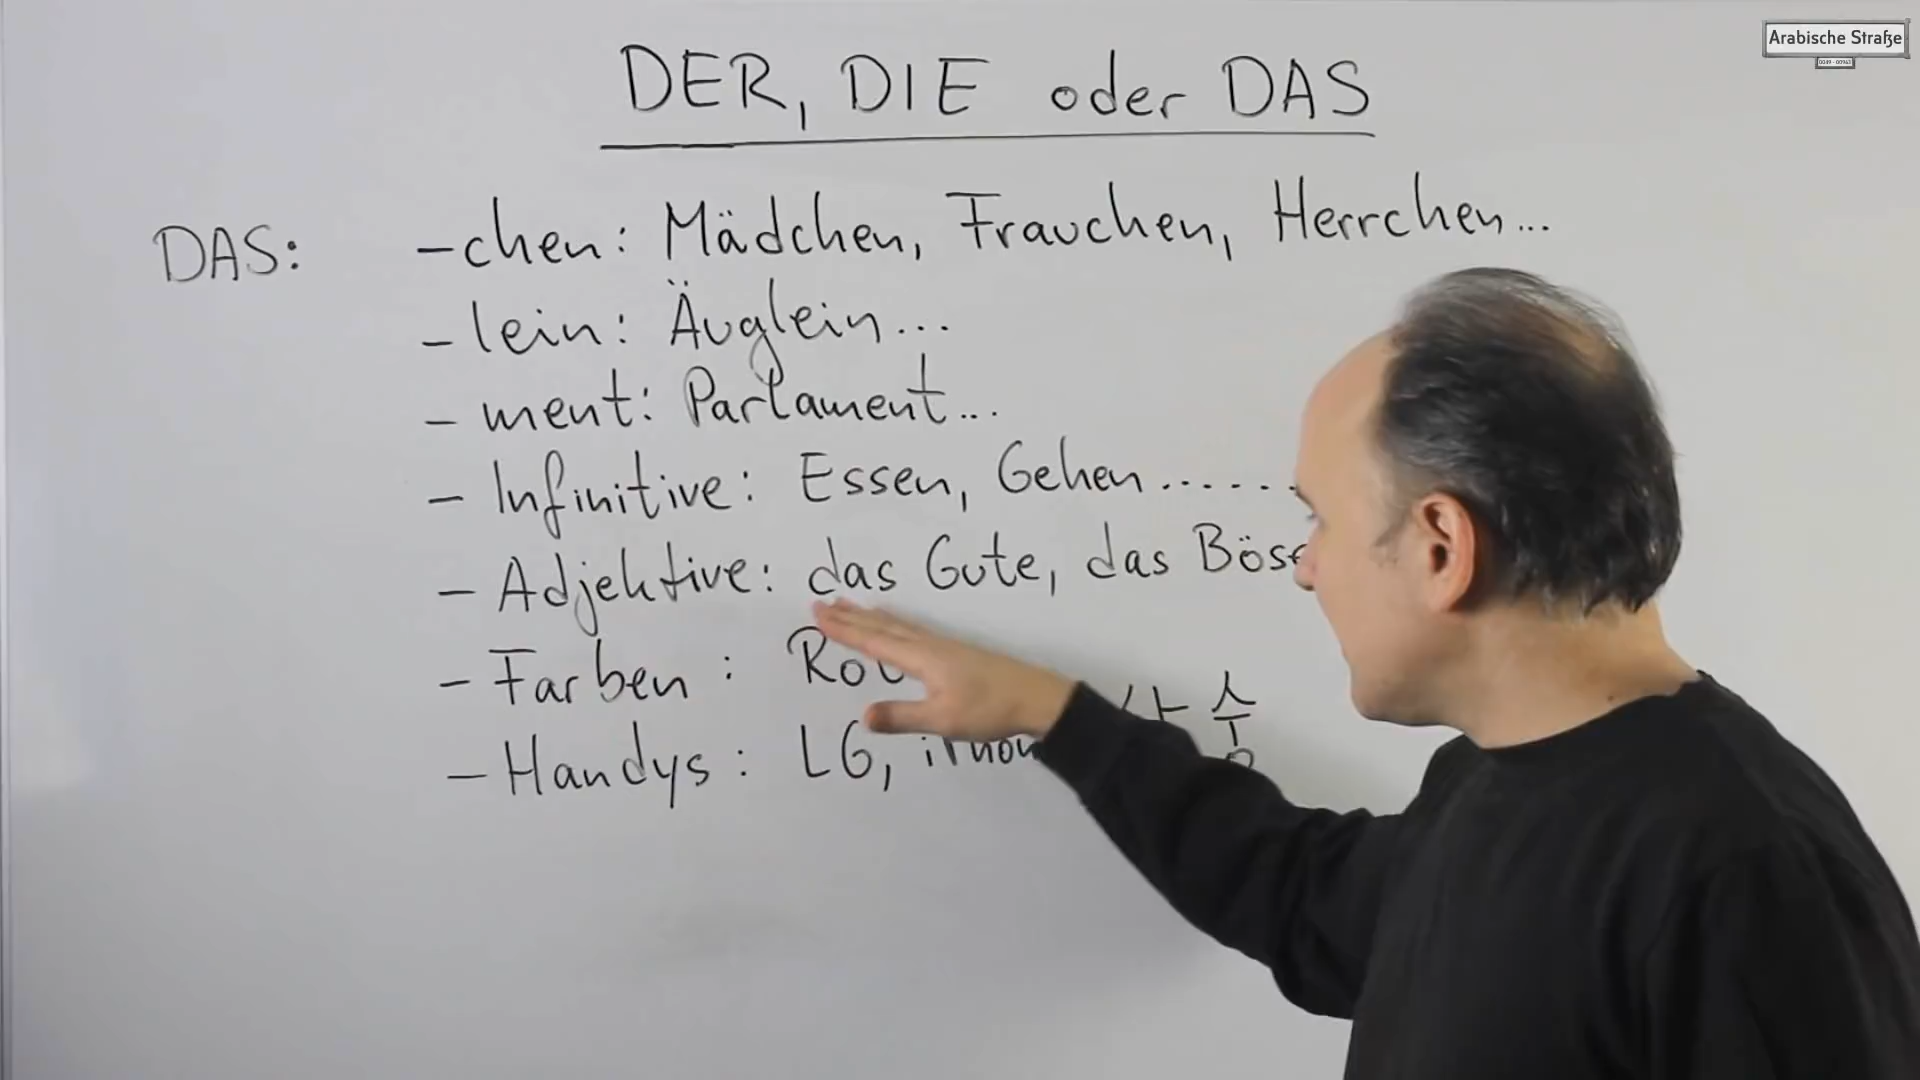 Arabische Straße
DER, DIE oder DAS
DAS: -chen: Mädchen, Frauchen, Herrchen...
- lein: Äuglein...
- ment: Parlament...
- Infinitive: Essen, Gehen......
- Adjektive: das Gute, das Böse
- Farben:
- Handys: LG,